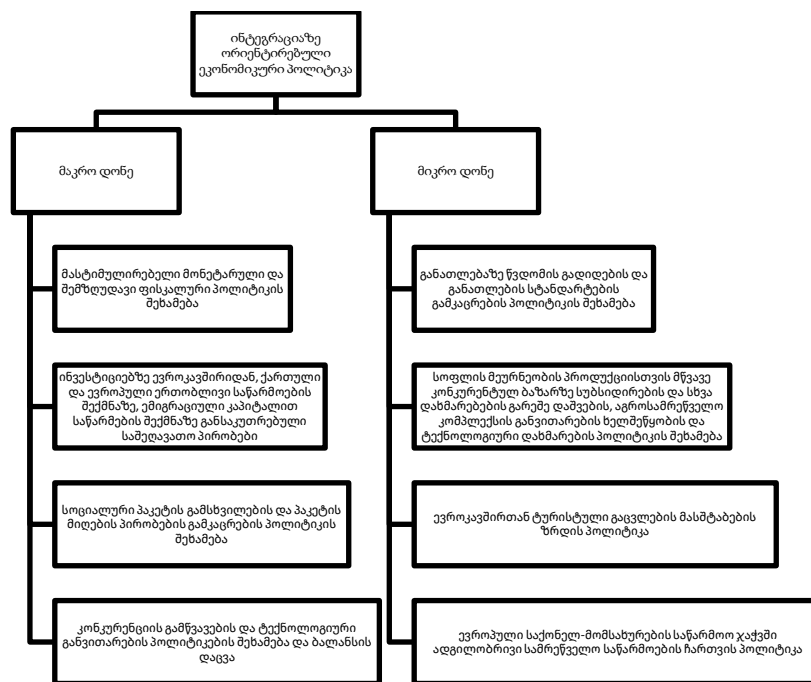 ინტეგრაციაზე
ორიენტირებული
ეკონომიკური პოლიტიკა
მაკრო დონე
მასტიმულირებელი მონეტარული და
შემზღუდავი ფისკალური პოლიტიკის
შეხამება
ინვესტიციებზე ევროკავშირიდან, ქართული
და ევროპული ერთობლივი საწარმოების
შექმნაზე, ემიგრაციული კაპიტალით
საწარმების შექმნაზე განსაკუთრებული
საშეღავათო პირობები
სოციალური პაკეტის გამსხვილების და პაკეტის
მიღების პირობების გამკაცრების პოლიტიკის
შეხამება
კონკურენციის გამწვავების და ტექნოლოგიური
განვითარების პოლიტიკების შეხამება და ბალანსის
დაცვა
მიკრო დონე
განათლებაზე წვდომის გადიდების და
განათლების სტანდარტების
გამკაცრების პოლიტიკის შეხამება
სოფლის მეურნეობის პროდუქციისთვის მწვავე
კონკურენტულ ბაზარზე სუბსიდირების და სხვა
დახმარებების გარეშე დაშვების, აგროსამრეწველო
კომპლექსის განვითარების ხელშეწყობის და
ტექნოლოგიური დახმარების პოლიტიკის შეხამება
ევროკავშირთან ტურისტული გაცვლების მასშტაბების
ზრდის პოლიტიკა
ევროპული საქონელ-მომსახურების საწარმოო ჯაჭვში
ადგილობრივი სამრეწველო საწარმოების ჩართვის პოლიტიკა